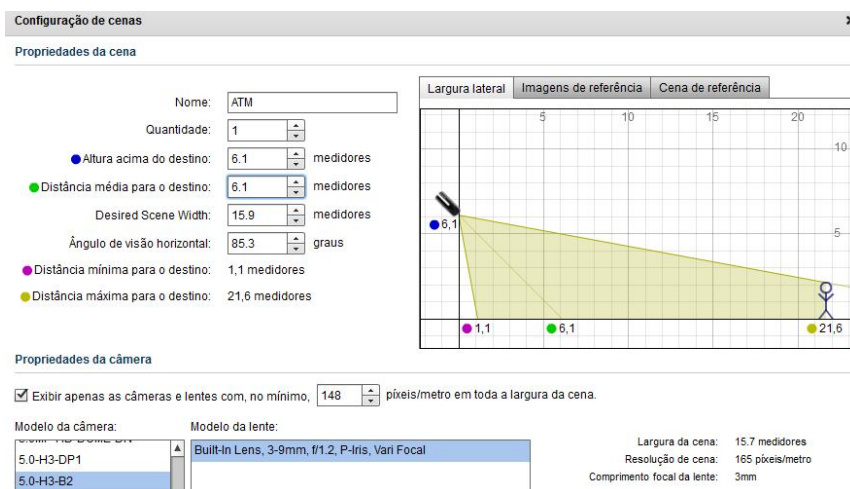 Configuração de cenas
Propriedades da cena
Nome: ATM
Quantidade: 1
Altura acima do destino: 6.1 medidores
Distância média para o destino: 6.1 medidores
Desired Scene Width: 15.9 medidores
Ângulo de visão horizontal: 85.3 graus
Distância mínima para o destino: 1,1 medidores
Distância máxima para o destino: 21,6 medidores
Largura lateral Imagens de referência Cena de referência
5 10 15 20
10
6,1
5
1,1 6,1 21,6
Propriedades da câmera
Exibir apenas as câmeras e lentes com, no mínimo, 148 píxeis/metro em toda a largura da cena.
Modelo da câmera: Modelo da lente:
5.0-H3-DP1
5.0-H3-B2
Built-In Lens, 3-9mm, f/1.2, P-Iris, Vari Focal
Largura da cena: 15.7 medidores
Resolução de cena: 165 píxeis/metro
Comprimento focal da lente: 3mm